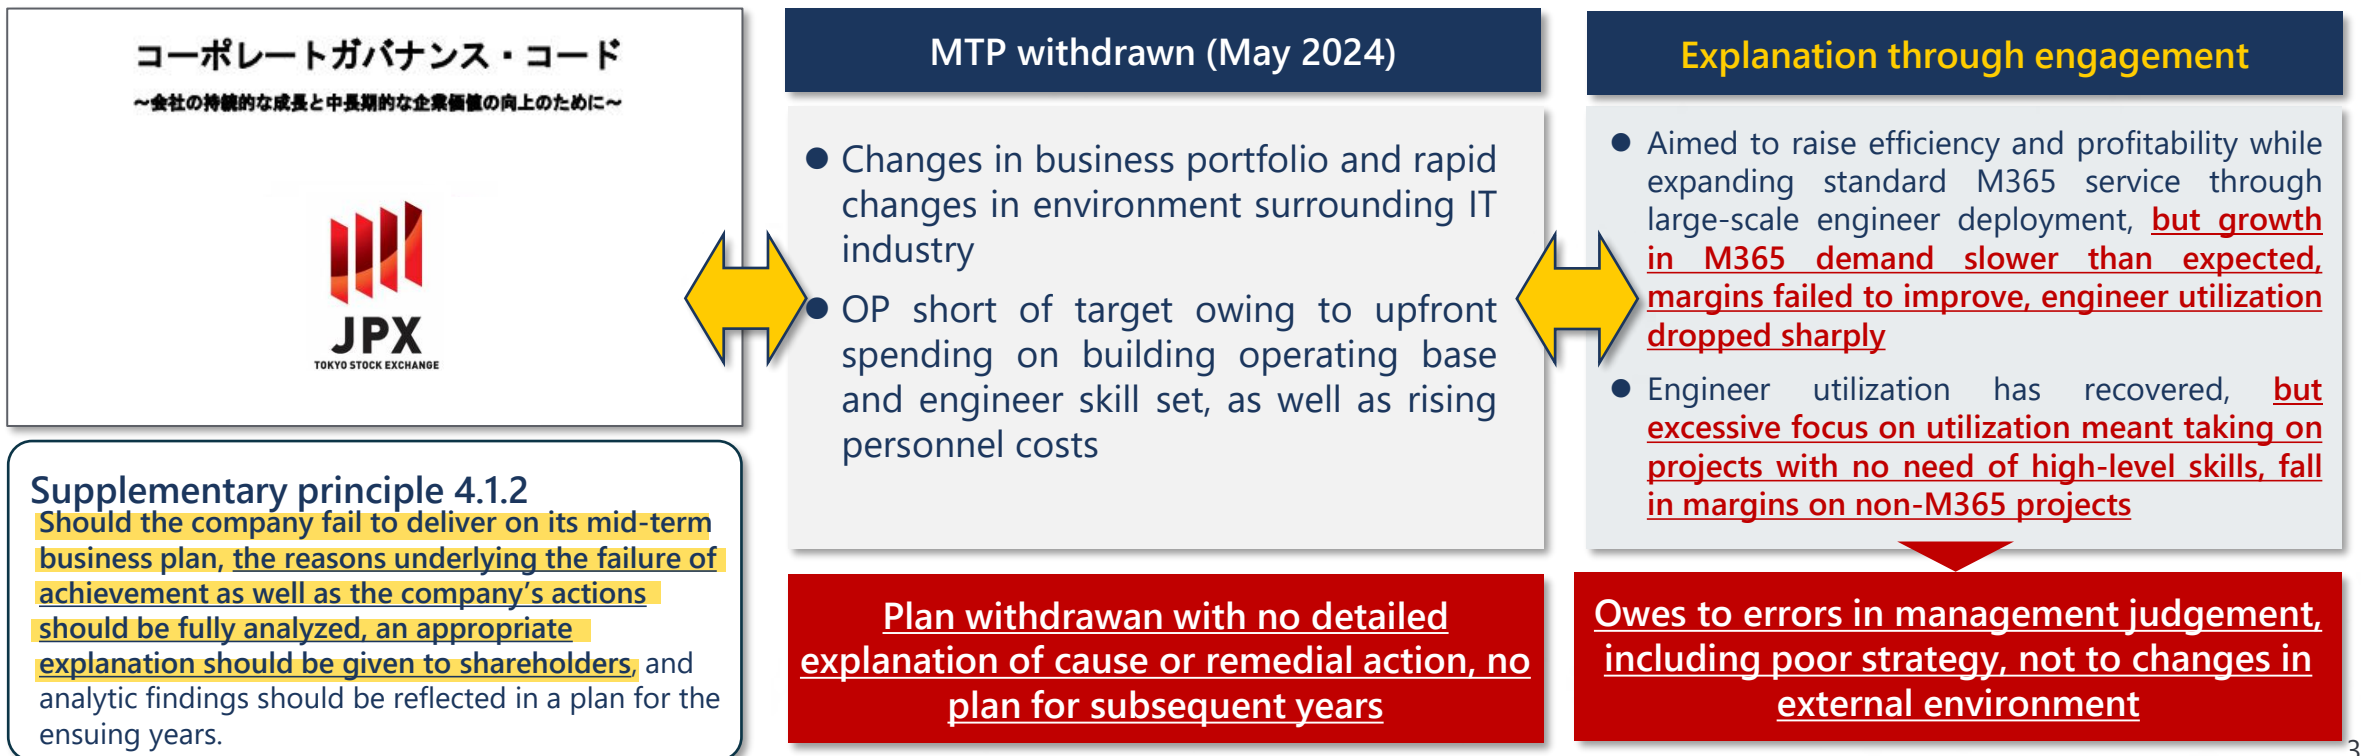 コーポレートガバナンス・コード
～会社の持続的な成長と中長期的な企業価値の向上のために～
JPX
TOKYO STOCK EXCHANGE
Supplementary principle 4.1.2
Should the company fail to deliver on its mid-term
business plan, the reasons underlying the failure of
achievement as well as the company's actions
should be fully analyzed, an appropriate
explanation should be given to shareholders, and
analytic findings should be reflected in a plan for the
ensuing years.
MTP withdrawn (May 2024)
● Changes in business portfolio and rapid
changes in environment surrounding IT
industry
● OP short of target owing to upfront
spending on building operating base
and engineer skill set, as well as rising
personnel costs
Plan withdrawan with no detailed
explanation of cause or remedial action, no
plan for subsequent years
Explanation through engagement
● Aimed to raise efficiency and profitability while
expanding standard M365 service through
large-scale engineer deployment, but growth
in M365 demand slower than expected,
margins failed to improve, engineer utilization
dropped sharply
● Engineer utilization has recovered, but
excessive focus on utilization meant taking on
projects with no need of high-level skills, fall
in margins on non-M365 projects
Owes to errors in management judgement,
including poor strategy, not to changes in
external environment
3